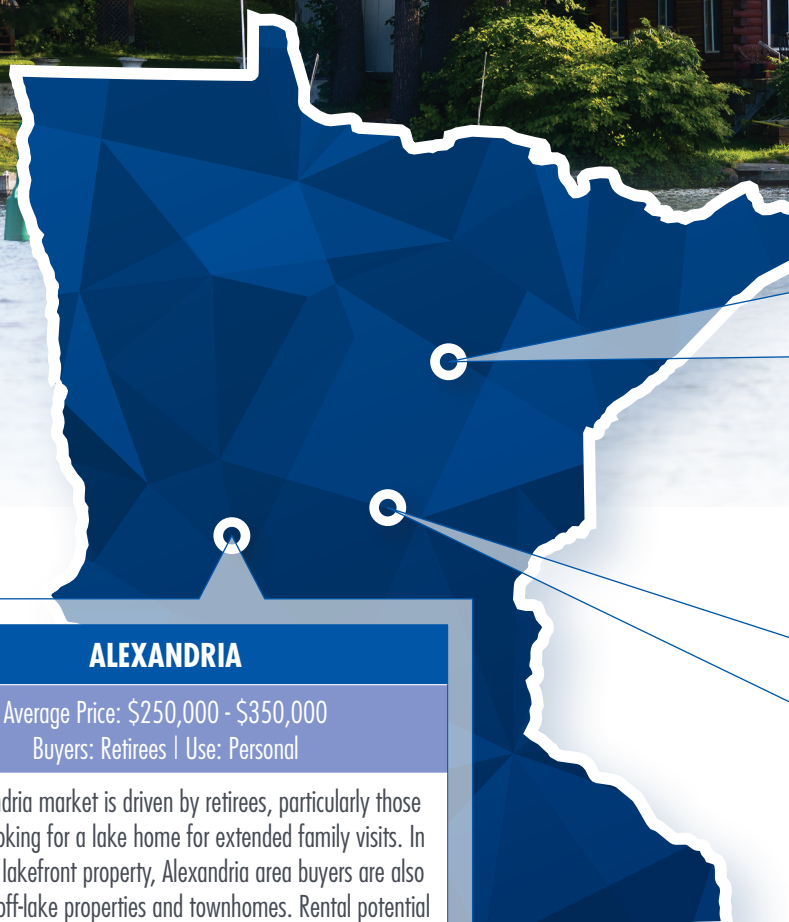 ALEXANDRIA
Average Price: $250,000 - $350,000
Buyers: Retirees | Use: Personal
ndria market is driven by retirees, particularly those
oking for a lake home for extended family visits. In
lakefront property, Alexandria area buyers are also
off-lake properties and townhomes. Rental potential